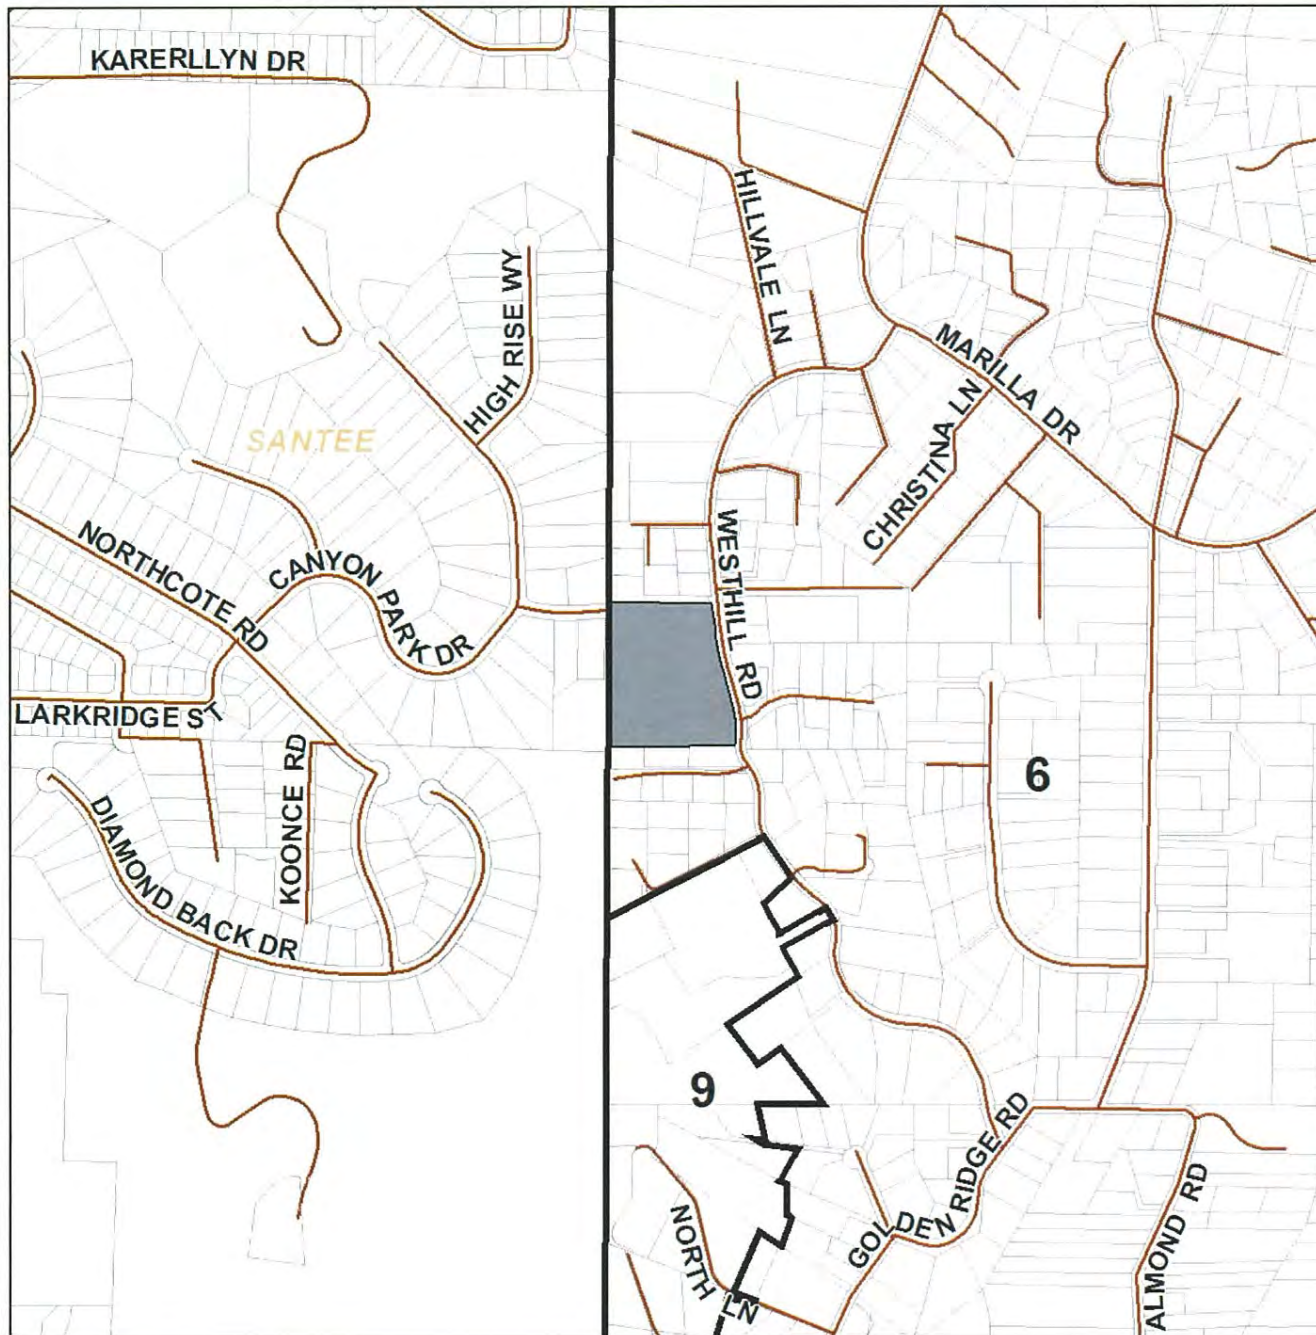 KARERLLYN DR
HILLVALE LN
HIGH RISE WY
MARILLA DR
SANTEE
CHRISTINA LN
NORTHCOTE RD
CANYON PARK DR
WESTHILL RD
LARKRIDGE ST
KOONCE RD
6
DIAMOND BACK DR
9
GOLDEN RIDGE RD
NORTH LN
ALMOND RD